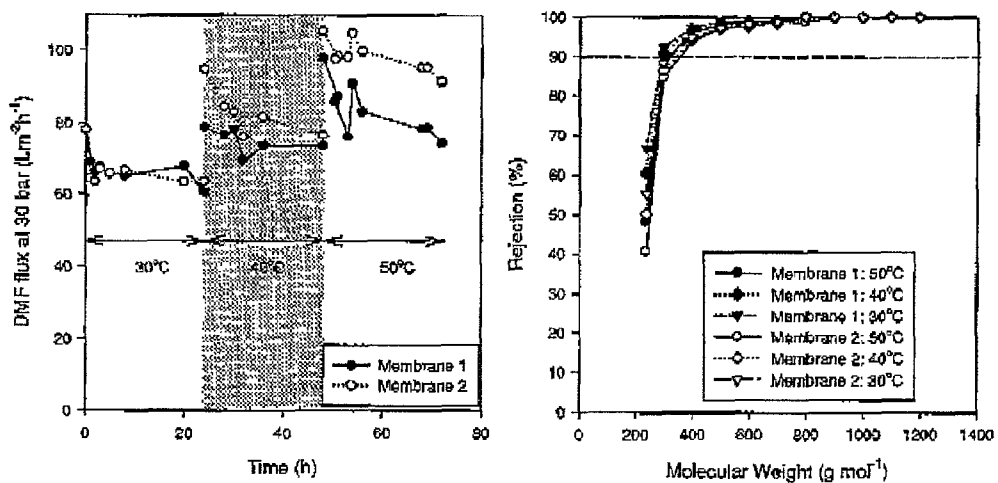 DMF flux at 30 bar (Lm⁻²h⁻¹)
100
80
60
40
20
0
30°C
40°C
50°C
Membrane 1
Membrane 2
0
20
40
60
80
Time (h)
Rejection (%)
100
90
80
70
60
50
40
30
20
10
0
Membrane 1; 50°C
Membrane 1; 40°C
Membrane 1; 30°C
Membrane 2; 50°C
Membrane 2; 40°C
Membrane 2; 30°C
0
200
400
600
800
1000
1200
1400
Molecular Weight (g mol⁻¹)